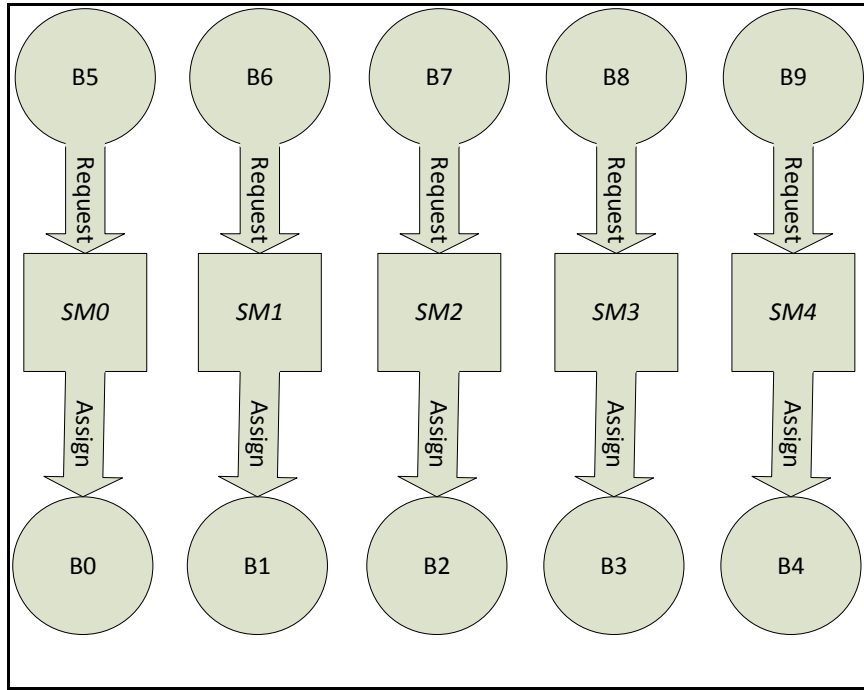 B5 B6 B7 B8 B9
Request Request Request Request Request
SM0 SM1 SM2 SM3 SM4
Assign Assign Assign Assign Assign
B0 B1 B2 B3 B4